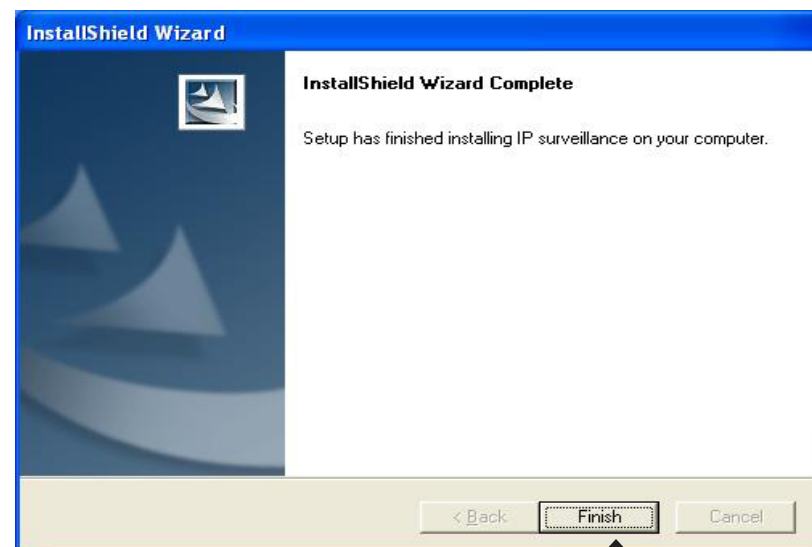 InstallShield Wizard
InstallShield Wizard Complete
Setup has finished installing IP surveillance on your computer.
< Back
Finish
Cancel